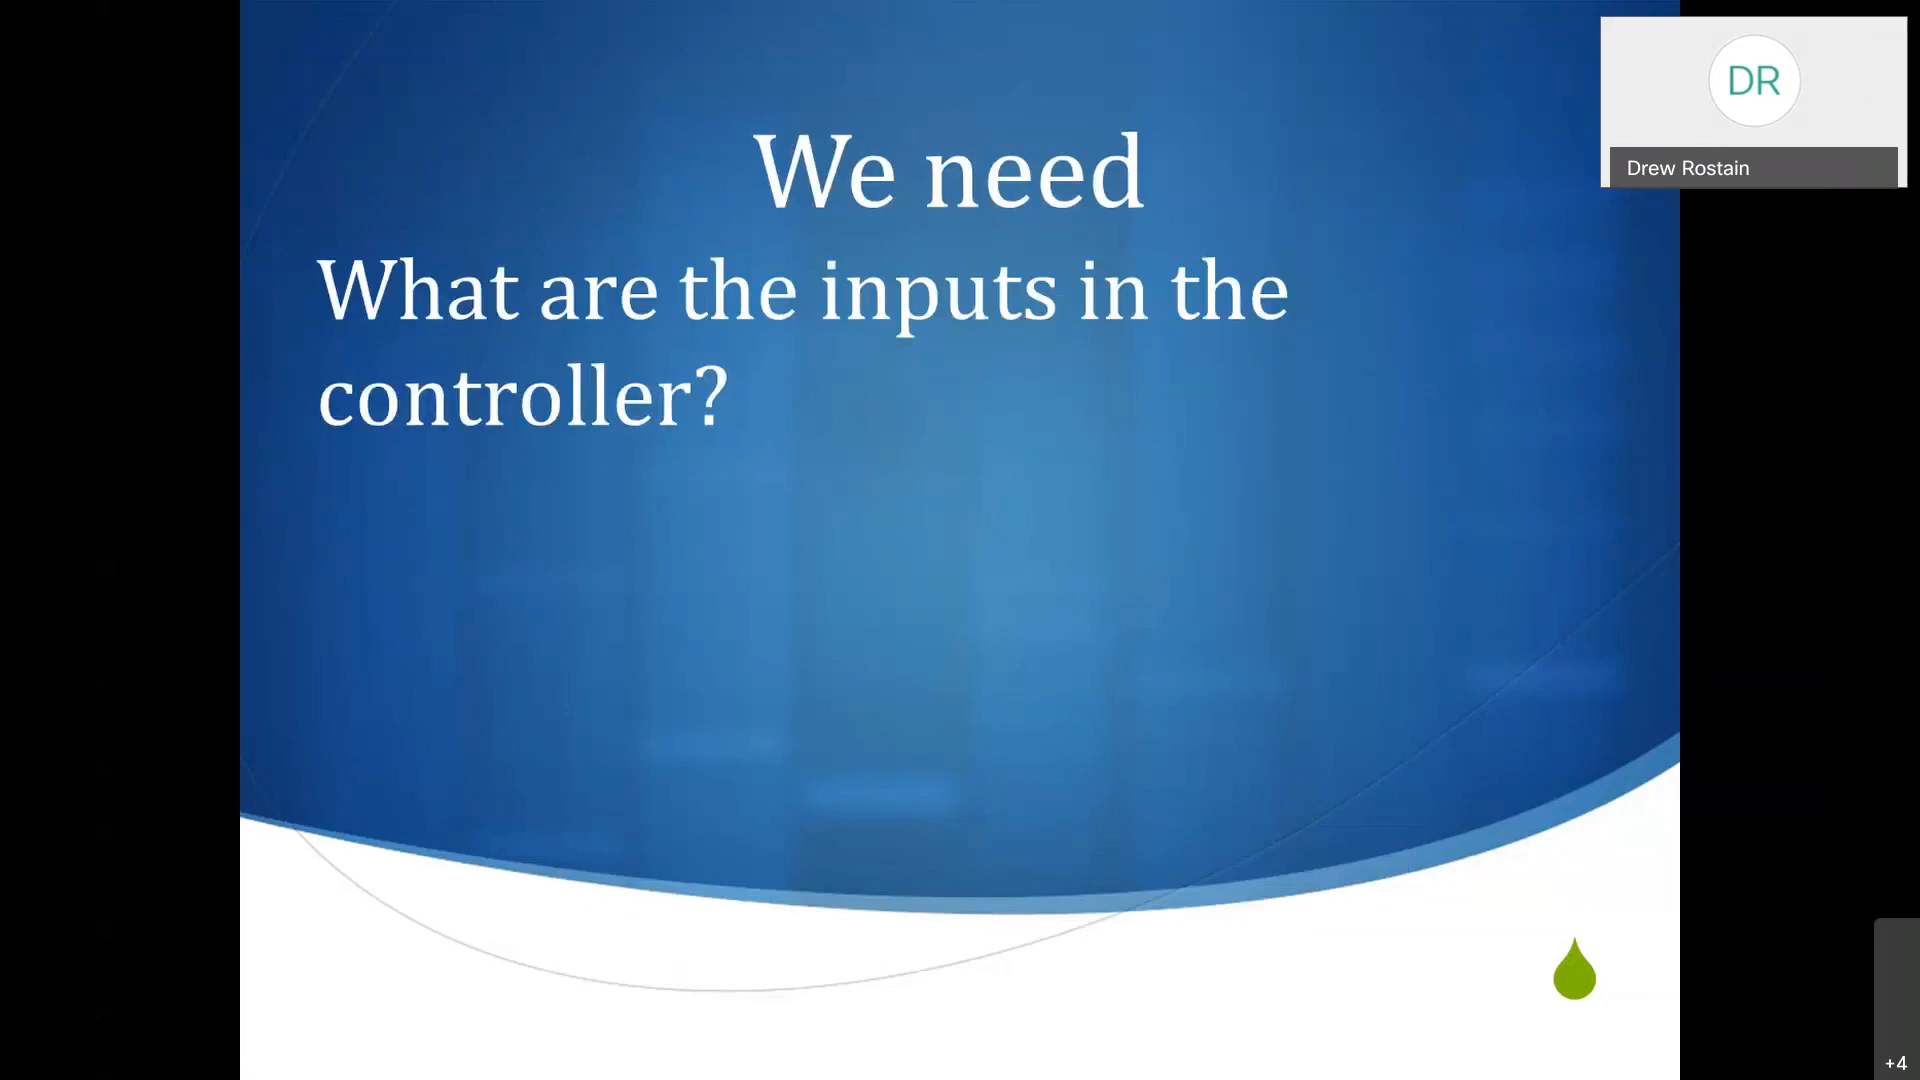 We need
What are the inputs in the
controller?
DR
Drew Rostain
+4